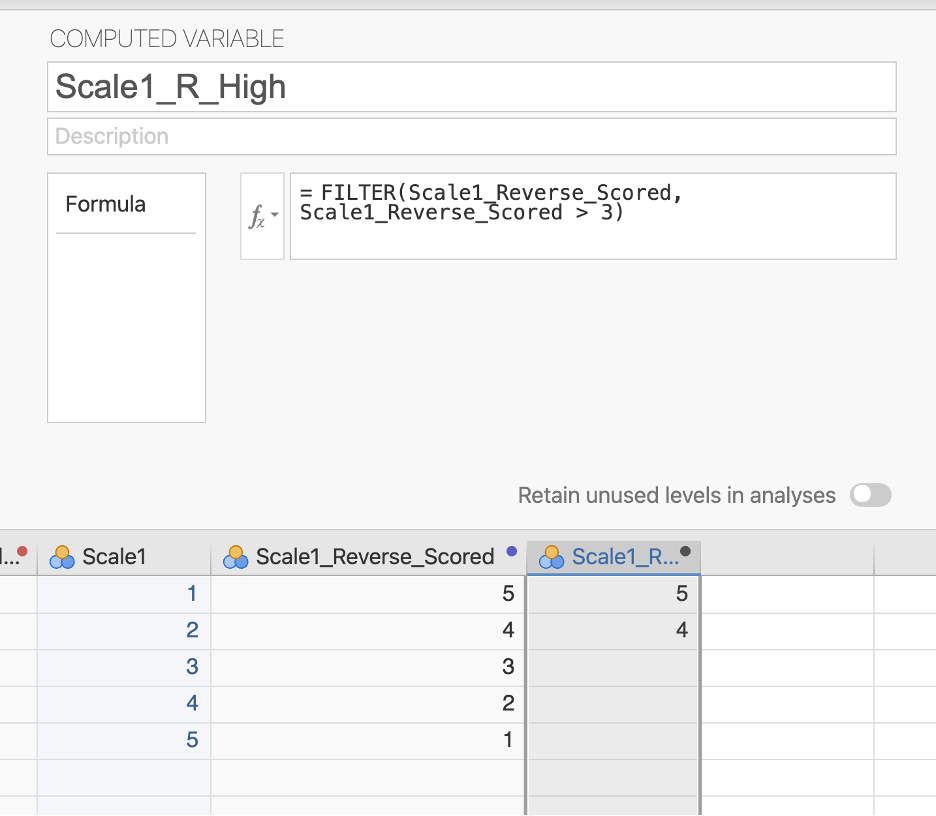 COMPUTED VARIABLE
Scale1_R_High
Description
Formula
fx
= FILTER(Scale1_Reverse_Scored,
Scale1_Reverse_Scored > 3)
Retain unused levels in analyses
... Scale1 Scale1_Reverse_Scored Scale1_R...
1 5 5
2 4 4
3 3
4 2
5 1